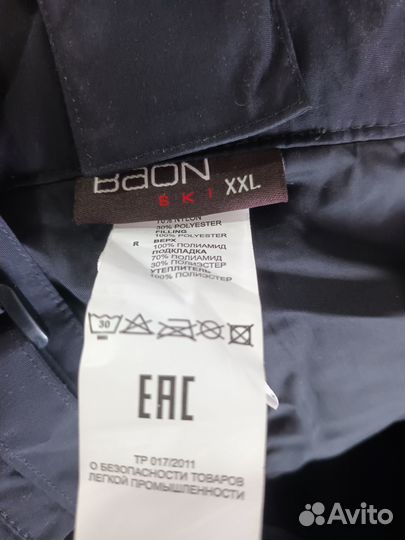 BAON
SKI
XXL
70% NYLON
30% POLYESTER
FILLING
100% POLYESTER
R ВЕРХ
100% ПОЛИАМИД
ПОДКЛАДКА
70% ПОЛИАМИД
30% ПОЛИЭСТЕР
УТЕПЛИТЕЛЬ
100% ПОЛИЭСТЕР
30
EAC
ТР 017/2011
О БЕЗОПАСНОСТИ ТОВАРОВ
ЛЕГКОЙ ПРОМЫШЛЕННОСТИ
Avito